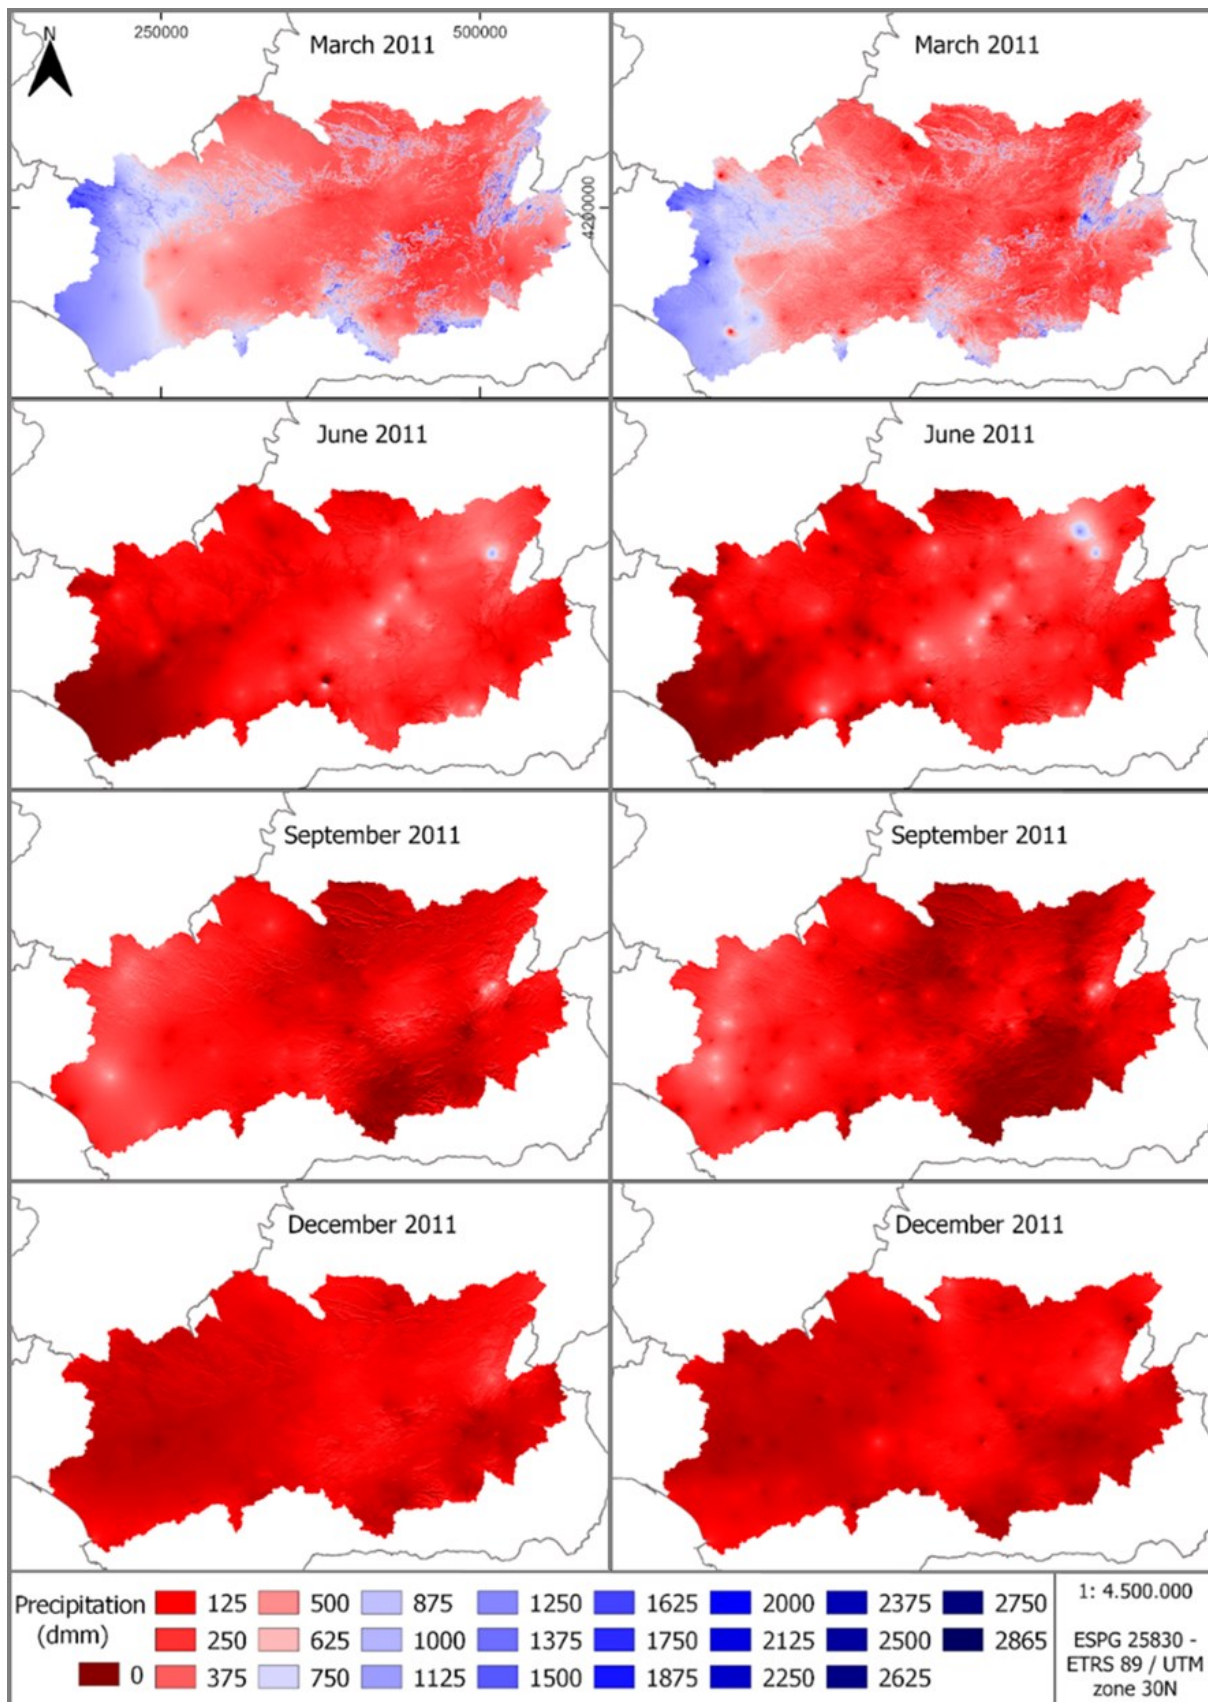 N
250000
500000
March 2011
March 2011
4200000
June 2011
June 2011
September 2011
September 2011
December 2011
December 2011
Precipitation
(dmm)
0
125
250
375
500
625
750
875
1000
1125
1250
1375
1500
1625
1750
1875
2000
2125
2250
2375
2500
2625
2750
2865
1: 4.500.000
ESPG 25830 -
ETRS 89 / UTM
zone 30N